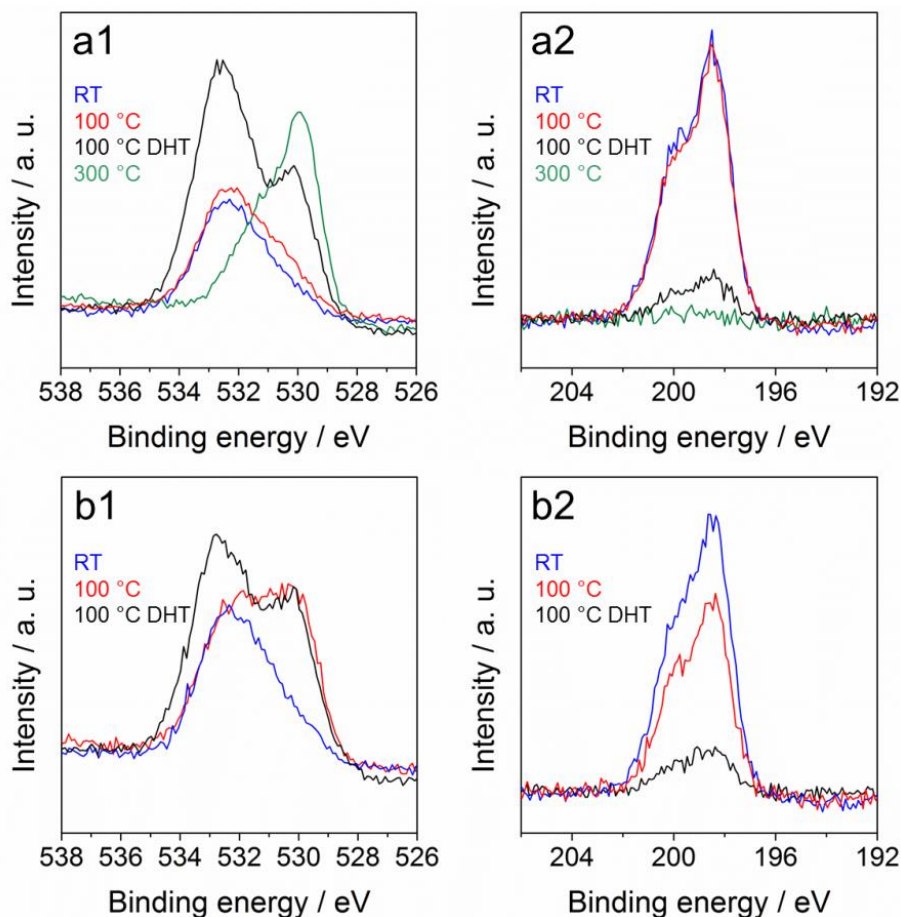 a1
RT
100 °C
100 °C DHT
300 °C
Intensity / a. u.
538 536 534 532 530 528 526
Binding energy / eV
a2
RT
100 °C
100 °C DHT
300 °C
Intensity / a. u.
204 200 196 192
Binding energy / eV
b1
RT
100 °C
100 °C DHT
Intensity / a. u.
538 536 534 532 530 528 526
Binding energy / eV
b2
RT
100 °C
100 °C DHT
Intensity / a. u.
204 200 196 192
Binding energy / eV